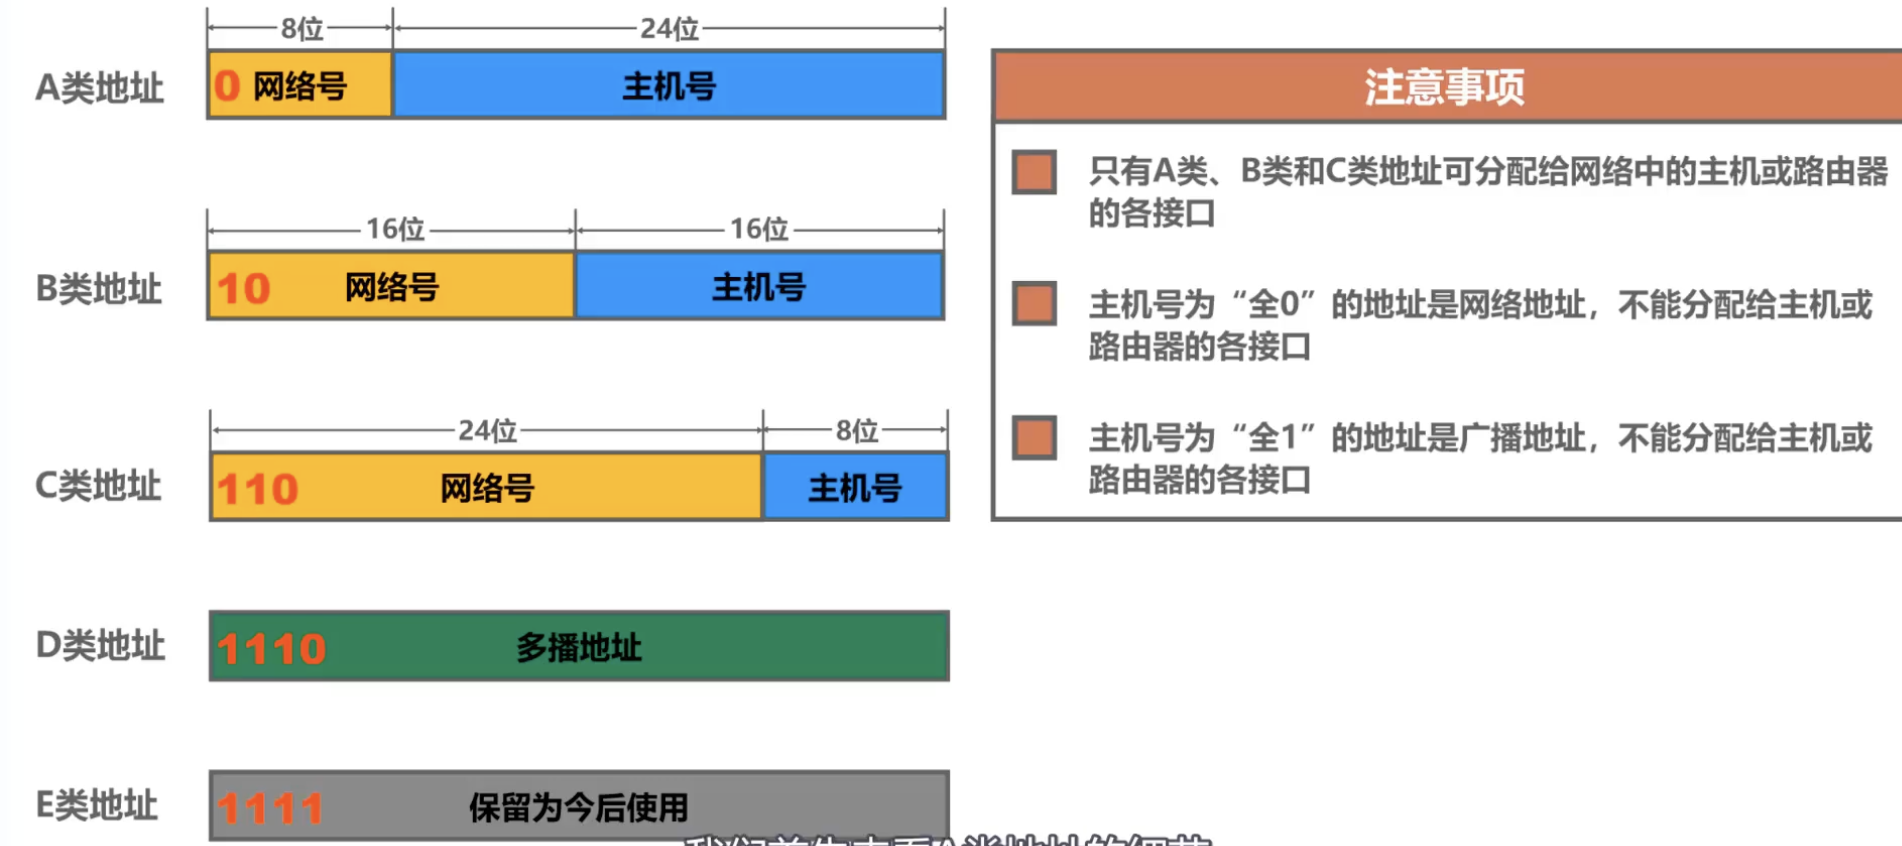 8位
24位
A类地址
0 网络号
主机号
16位
16位
B类地址
10 网络号
主机号
24位
8位
C类地址
110 网络号
主机号
D类地址
1110 多播地址
E类地址
1111 保留为今后使用
注意事项
只有A类、B类和C类地址可分配给网络中的主机或路由器
的各接口
主机号为“全0”的地址是网络地址，不能分配给主机或
路由器的各接口
主机号为“全1”的地址是广播地址，不能分配给主机或
路由器的各接口